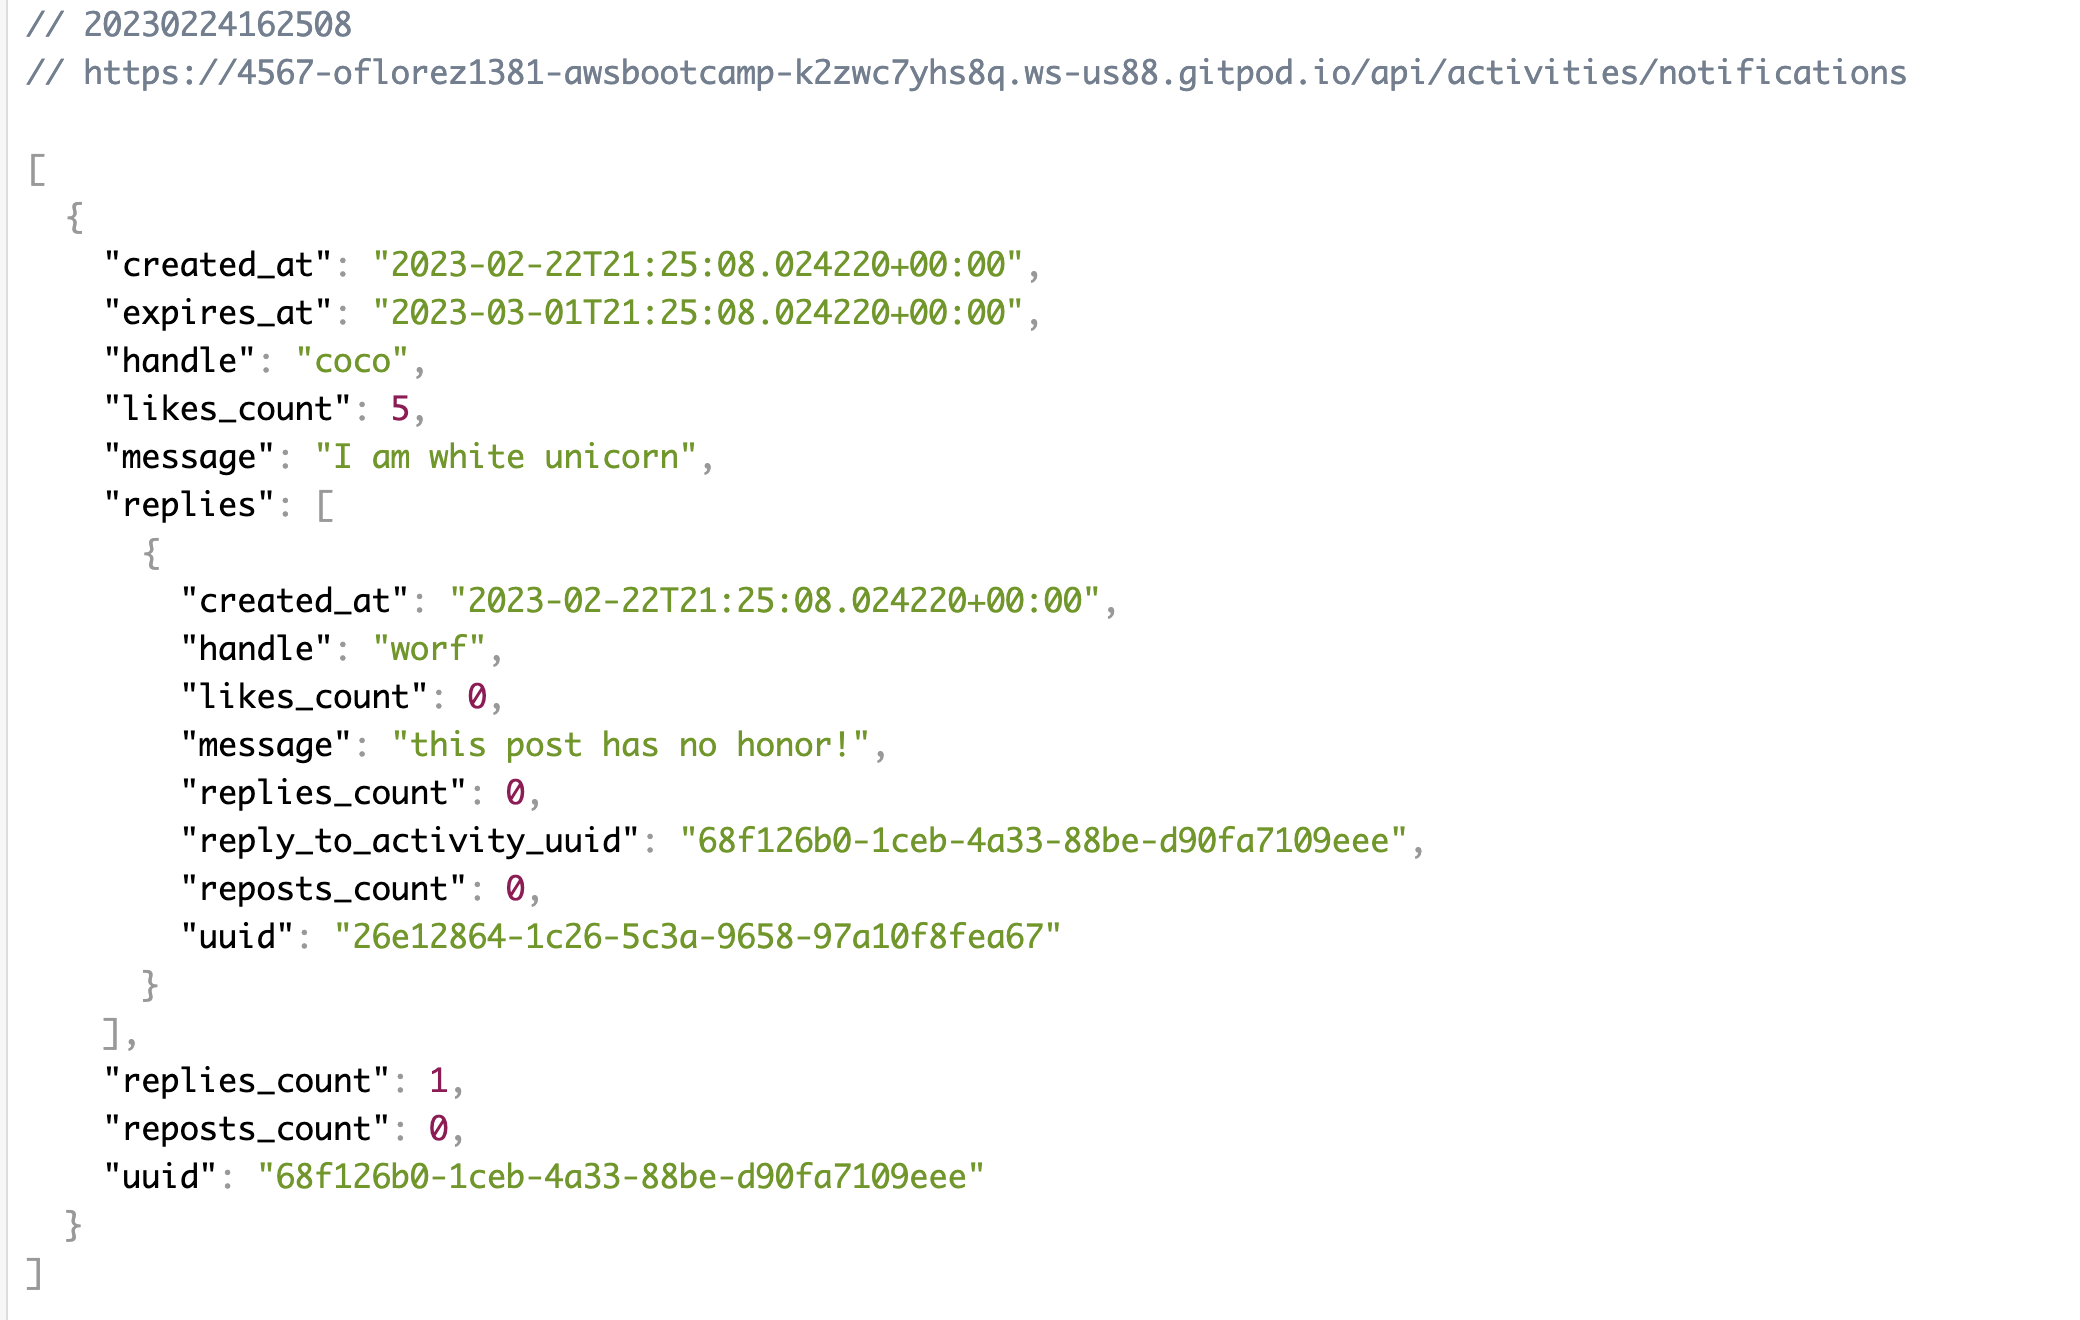 // 20230224162508
// https://4567-oflorez1381-awsbootcamp-k2zwc7yhs8q.ws-us88.gitpod.io/api/activities/notifications

[
  {
    "created_at": "2023-02-22T21:25:08.024220+00:00",
    "expires_at": "2023-03-01T21:25:08.024220+00:00",
    "handle": "coco",
    "likes_count": 5,
    "message": "I am white unicorn",
    "replies": [
      {
        "created_at": "2023-02-22T21:25:08.024220+00:00",
        "handle": "worf",
        "likes_count": 0,
        "message": "this post has no honor!",
        "replies_count": 0,
        "reply_to_activity_uuid": "68f126b0-1ceb-4a33-88be-d90fa7109eee",
        "reposts_count": 0,
        "uuid": "26e12864-1c26-5c3a-9658-97a10f8fea67"
      }
    ],
    "replies_count": 1,
    "reposts_count": 0,
    "uuid": "68f126b0-1ceb-4a33-88be-d90fa7109eee"
  }
]